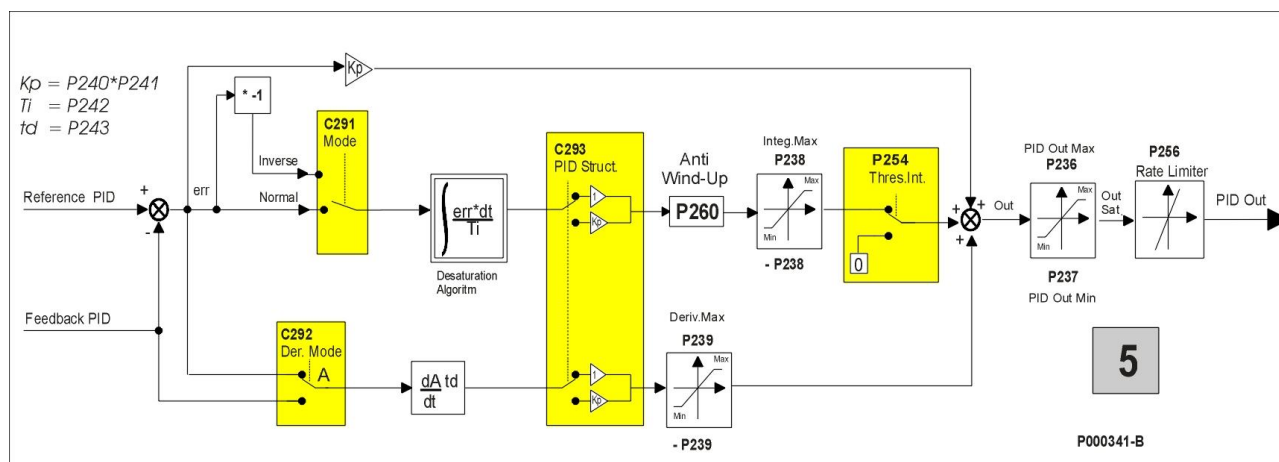 Kp = P240*P241
Ti = P242
td = P243
Kp
* -1
C291
Mode
Inverse
Normal
Reference PID
+
-
err
∫ err*dt
Ti
Desaturation
Algoritm
C293
PID Struct.
1
Kp
Anti
Wind-Up
P260
Integ.Max
P238
Max
Min
- P238
P254
Thres.Int.
0
+
+
+
Out
PID Out Max
P236
Max
Min
P237
PID Out Min
Out
Sat
P256
Rate Limiter
PID Out
Feedback PID
C292
Der. Mode
A
dA td
dt
1
Kp
Deriv.Max
P239
Max
Min
- P239
5
P000341-B